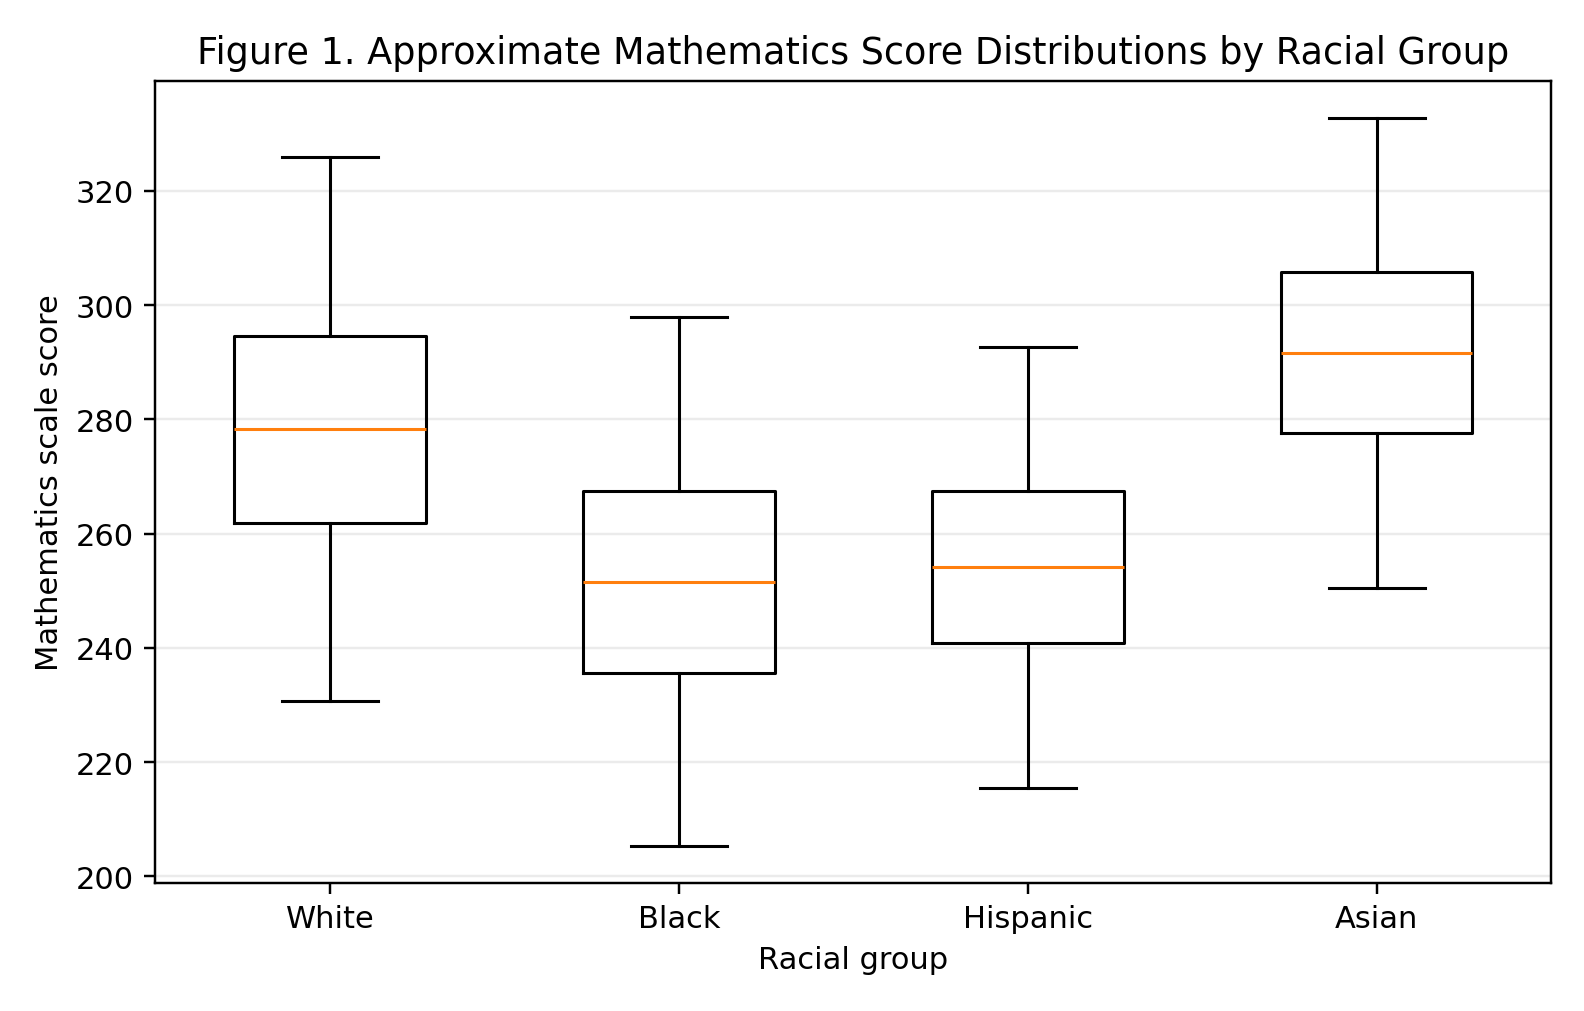 Figure 1. Approximate Mathematics Score Distributions by Racial Group
Mathematics scale score
320
300
280
260
240
220
200
White Black Hispanic Asian
Racial group